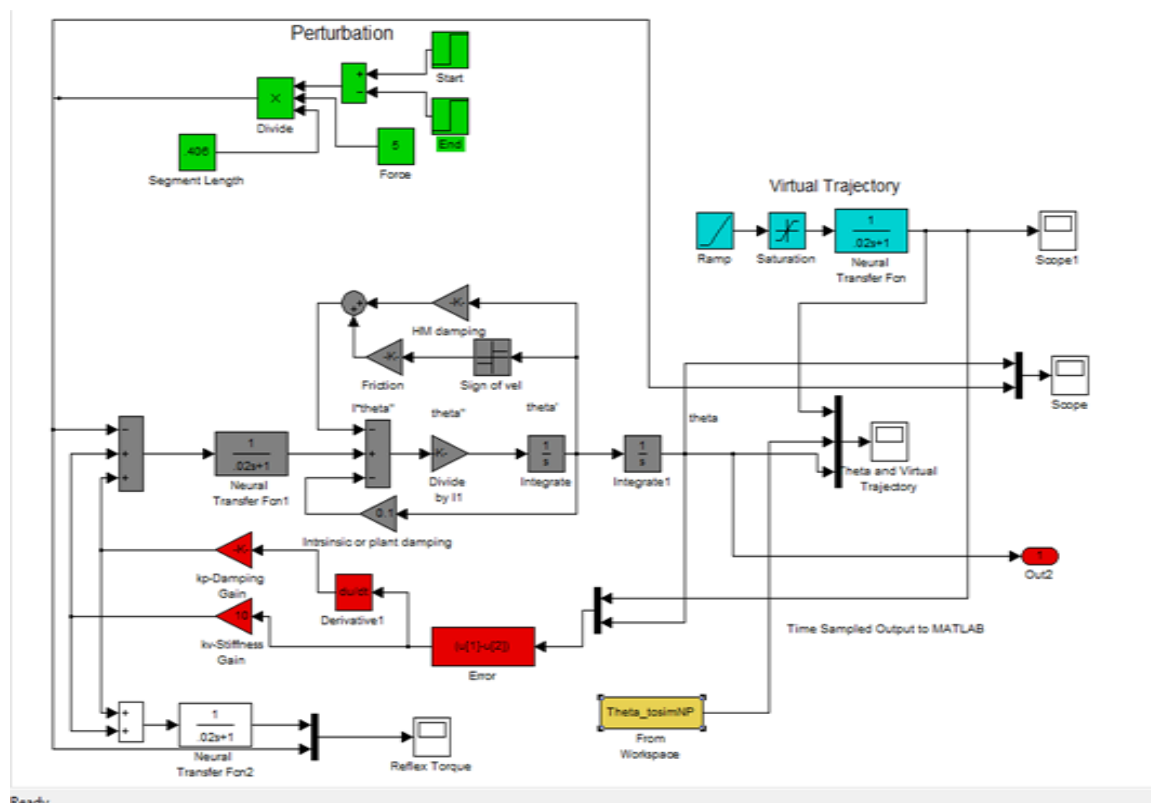 Perturbation
+
−
Start
×
Divide
End
.406
Segment Length
Force
Virtual Trajectory
1
.02s+1
Ramp
Saturation
Neural
Transfer Fcn
Scope1
+
+
-K-
HM damping
-K-
Friction
Sign of vel
Scope
I*theta''
theta''
theta'
theta
−
+
+
1
.02s+1
Neural
Transfer Fcn1
−
+
−
-K-
Divide
by I1
1
s
Integrate
1
s
Integrate1
Theta and Virtual
Trajectory
0.1
Intrsinsic or plant damping
-K-
kp-Damping
Gain
du/dt
Derivative1
1
Out2
10
kv-Stiffness
Gain
(u[1]-u[2])
Error
Time Sampled Output to MATLAB
+
+
1
.02s+1
Neural
Transfer Fcn2
Reflex Torque
Theta_tosimNP
From
Workspace
Ready